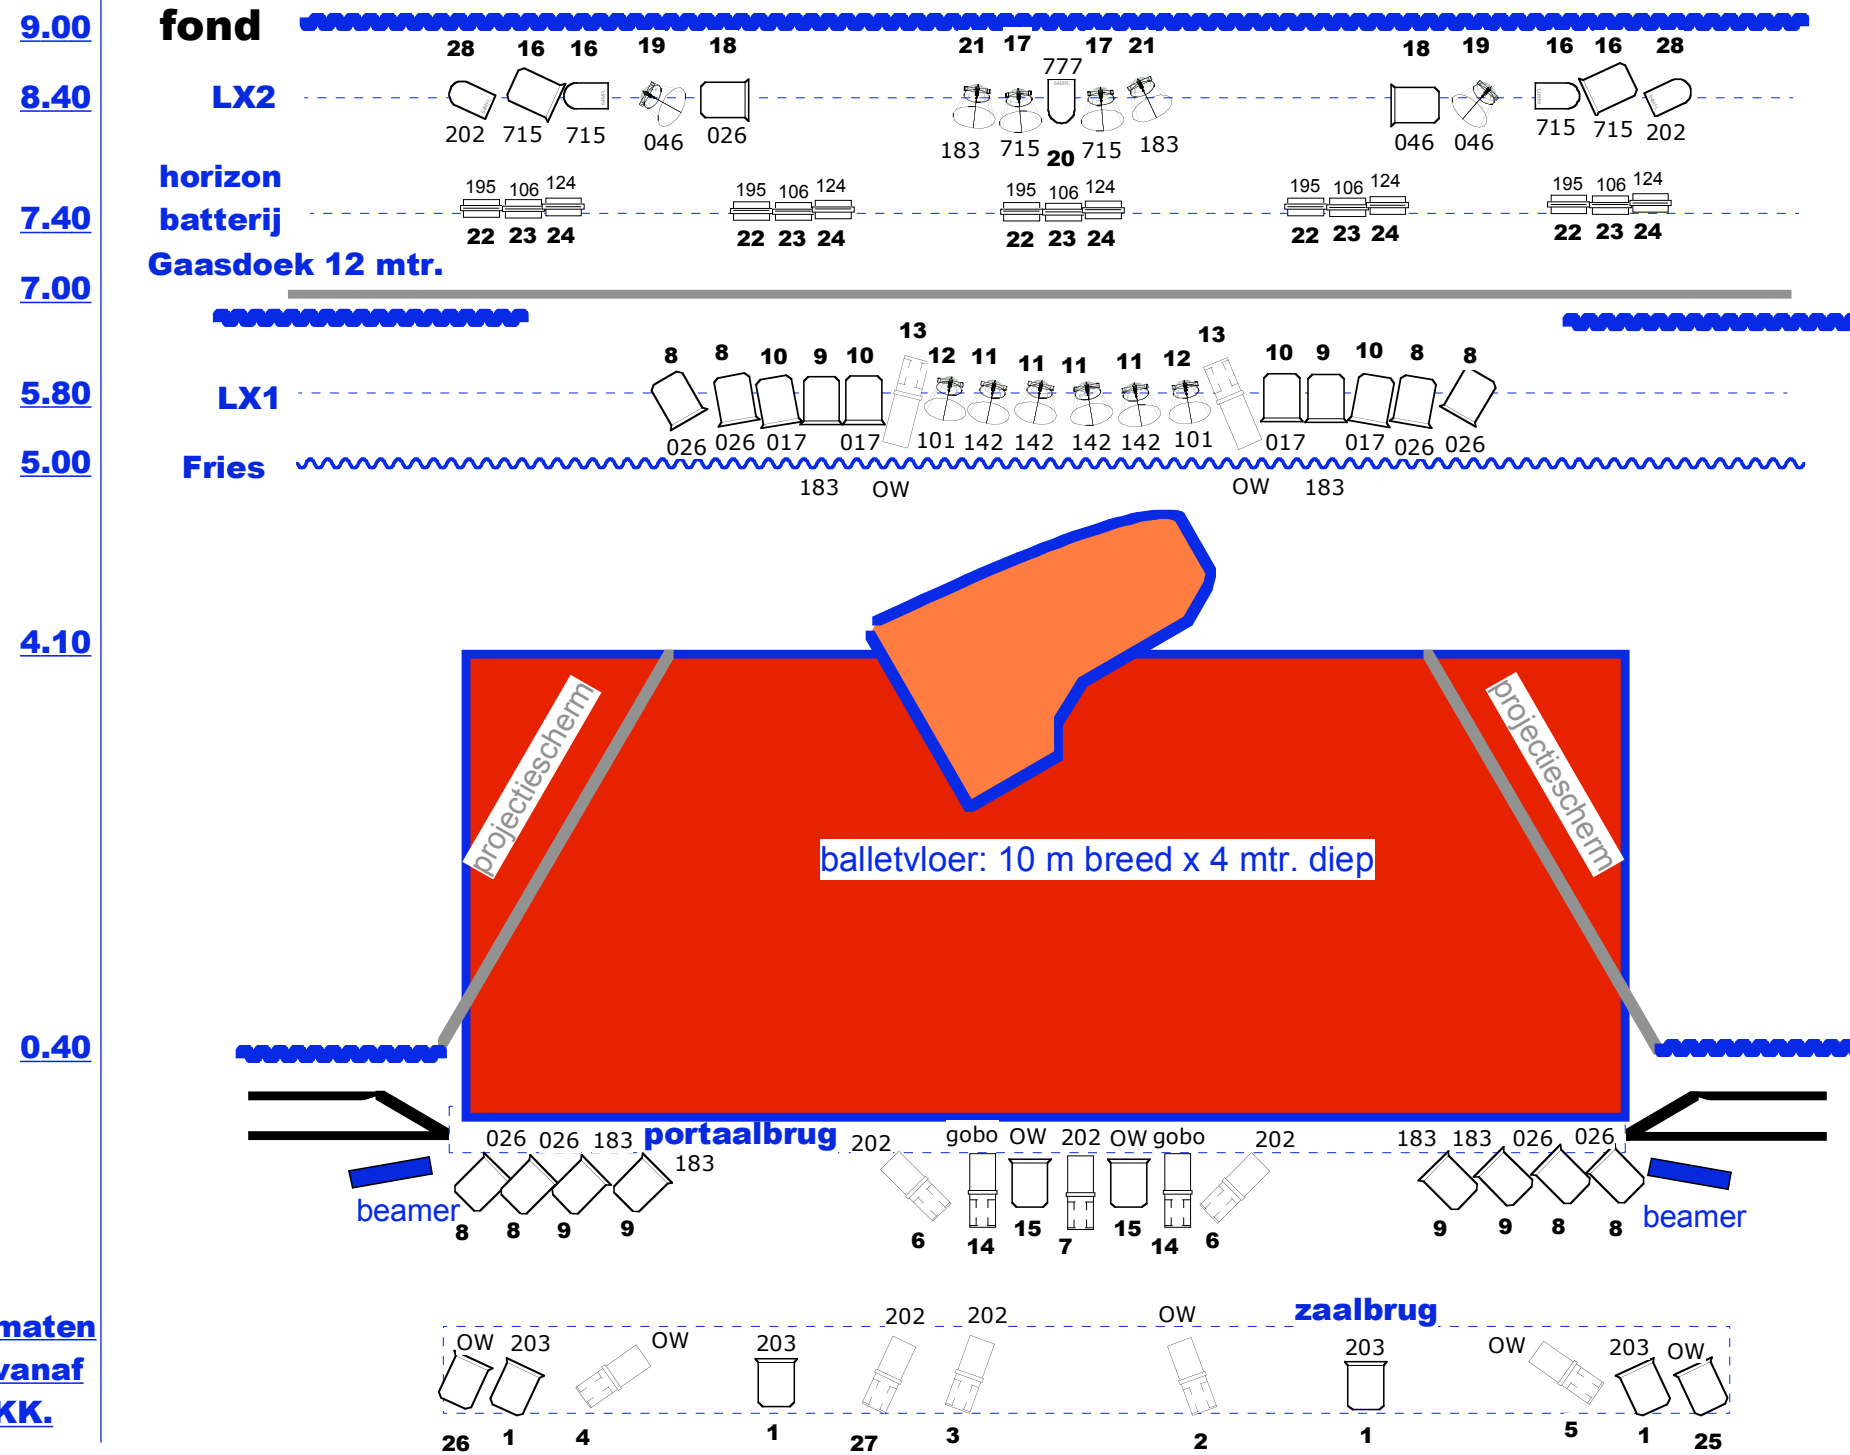 9.00 fond
28 16 16 19 18 21 17 17 21 18 19 16 16 28
777
8.40 LX2
202 715 715 046 026 183 715 20 715 183 046 046 715 715 202
horizon
batterij
7.40
195 106 124 195 106 124 195 106 124 195 106 124 195 106 124
22 23 24 22 23 24 22 23 24 22 23 24 22 23 24
Gaasdoek 12 mtr.
7.00
8 8 10 9 10 13 12 11 11 11 11 12 13 10 9 10 8 8
5.80 LX1
026 026 017 017 101 142 142 142 142 101 017 017 026 026
5.00 Fries
183 OW OW 183
4.10
projectiescherm
projectiescherm
balletvloer: 10 m breed x 4 mtr. diep
0.40
026 026 183 portaalbrug 202 gobo OW 202 OW gobo 202 183 183 026 026
183
beamer
beamer
8 8 9 9 6 14 15 7 15 14 6 9 9 8 8
zaalbrug
maten
vanaf
KK.
OW 203 OW 203 202 202 OW 203 OW 203 OW
26 1 4 1 27 3 2 1 5 1 25